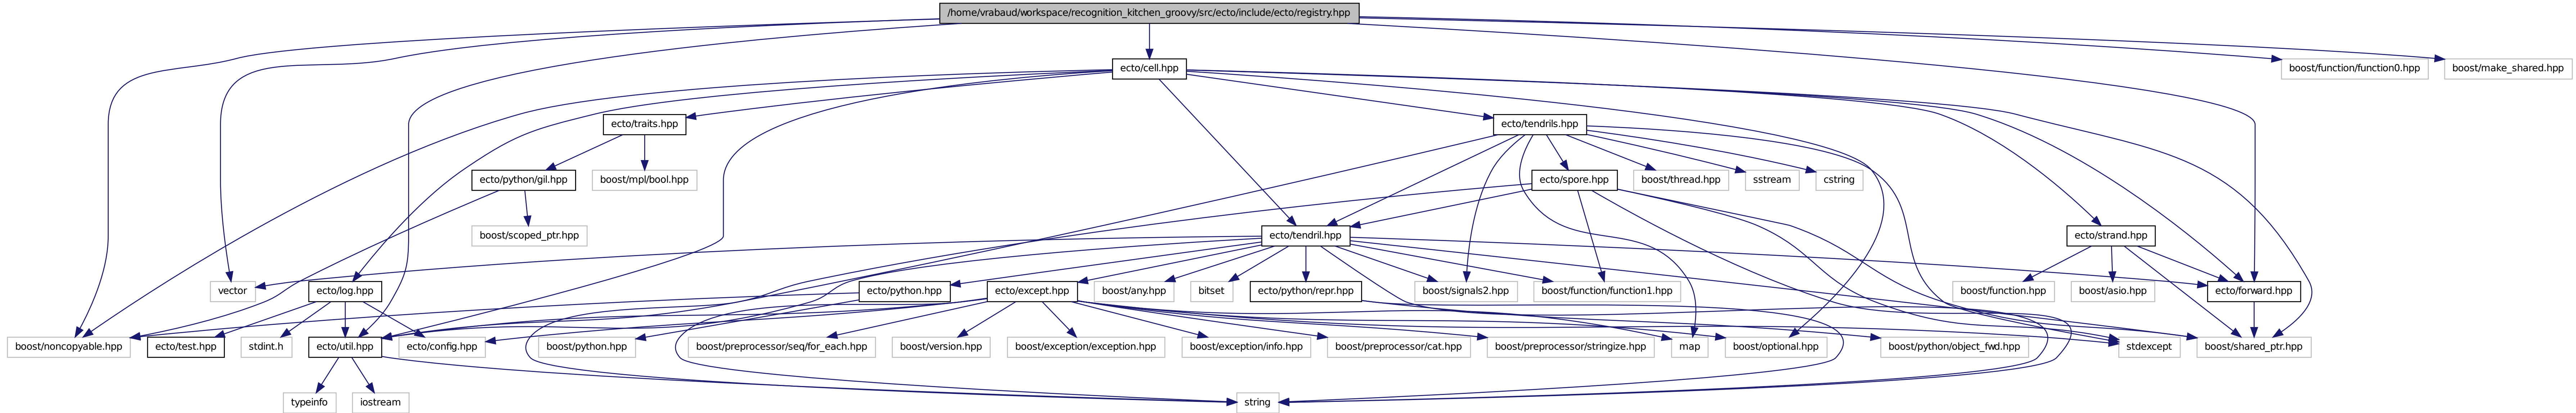 /home/vrabaud/workspace/recognition_kitchen_groovy/src/ecto/include/ecto/registry.hpp
ecto/cell.hpp
boost/function/function0.hpp
boost/make_shared.hpp
ecto/traits.hpp
ecto/tendrils.hpp
ecto/python/gil.hpp
boost/mpl/bool.hpp
ecto/spore.hpp
boost/thread.hpp
sstream
cstring
boost/scoped_ptr.hpp
ecto/tendril.hpp
ecto/strand.hpp
vector
ecto/log.hpp
ecto/python.hpp
ecto/except.hpp
boost/any.hpp
bitset
ecto/python/repr.hpp
boost/signals2.hpp
boost/function/function1.hpp
boost/function.hpp
boost/asio.hpp
ecto/forward.hpp
boost/noncopyable.hpp
ecto/test.hpp
stdint.h
ecto/util.hpp
ecto/config.hpp
boost/python.hpp
boost/preprocessor/seq/for_each.hpp
boost/version.hpp
boost/exception/exception.hpp
boost/exception/info.hpp
boost/preprocessor/cat.hpp
boost/preprocessor/stringize.hpp
map
boost/optional.hpp
boost/python/object_fwd.hpp
stdexcept
boost/shared_ptr.hpp
typeinfo
iostream
string